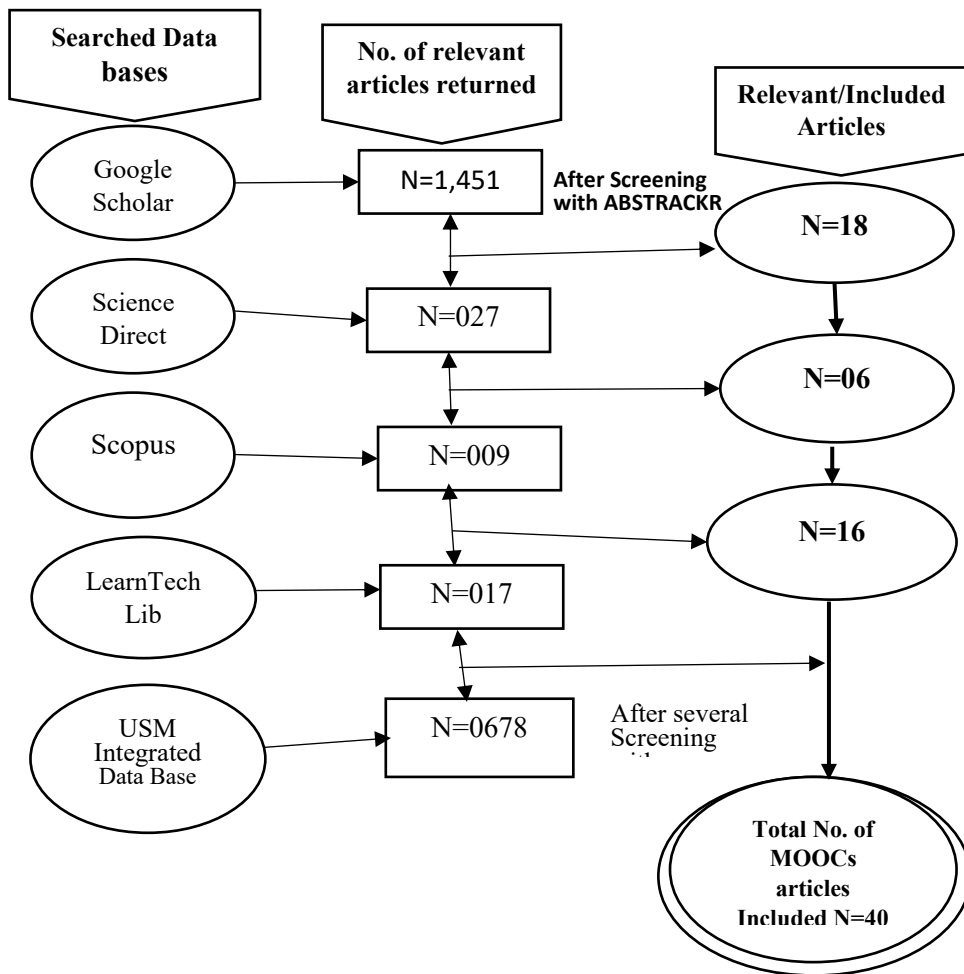 Searched Data
bases
No. of relevant
articles returned
Relevant/Included
Articles
Google
Scholar
N=1,451
After Screening
with ABSTRACKR
N=18
Science
Direct
N=027
N=06
Scopus
N=009
N=16
LearnTech
Lib
N=017
USM
Integrated
Data Base
N=0678
After several
Screening
Total No. of
MOOCs
articles
Included N=40